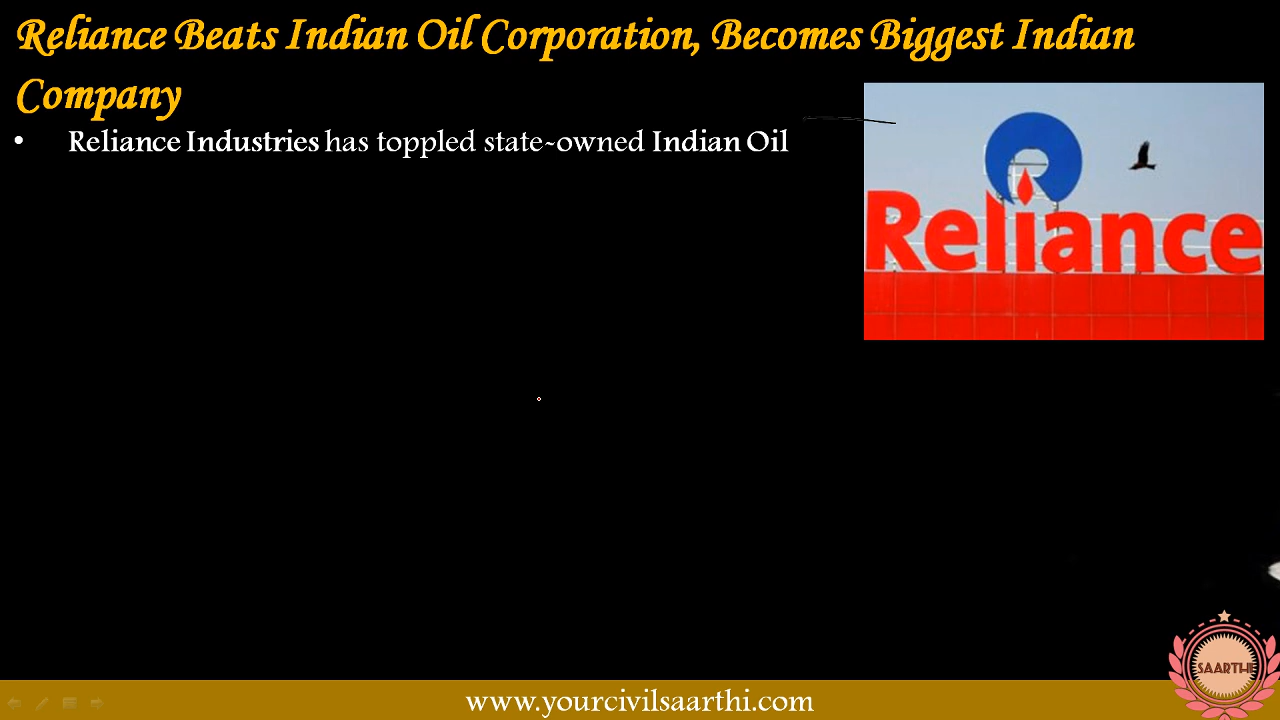 Reliance Beats Indian Oil Corporation, Becomes Biggest Indian
Company
• Reliance Industries has toppled state-owned Indian Oil
Reliance
SAARTHI
www.yourcivilsaarthi.com